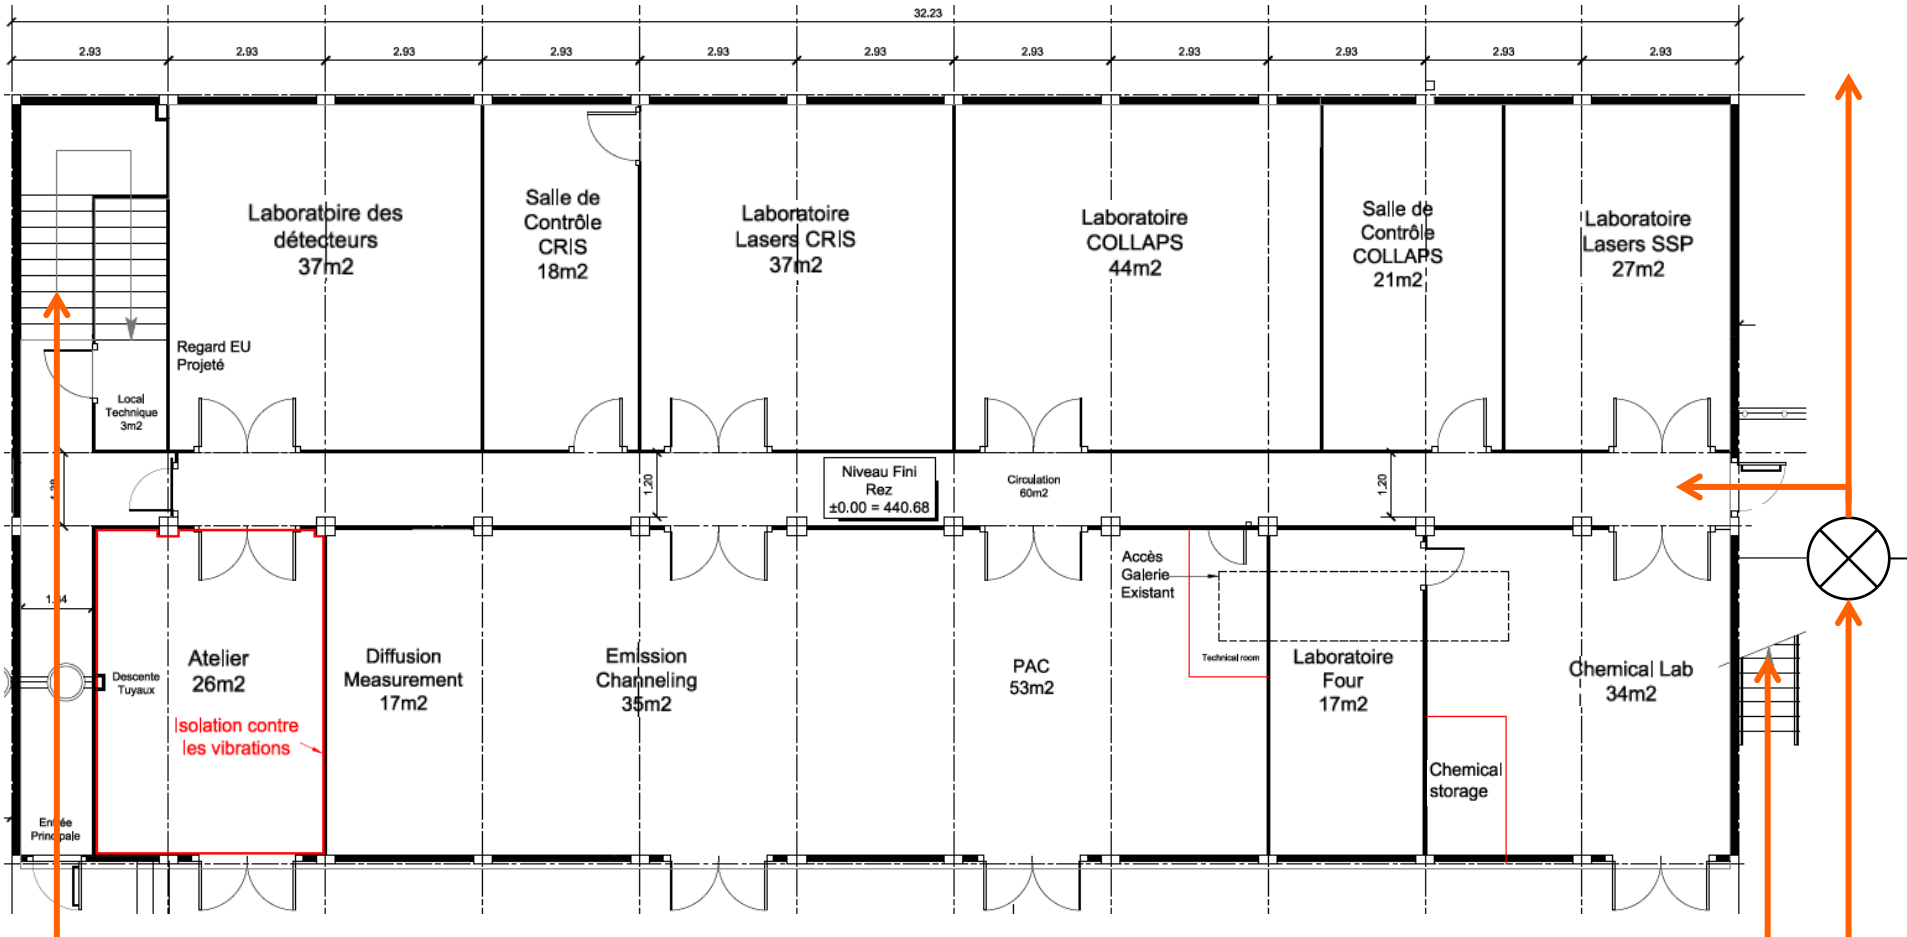 32.23
2.93 2.93 2.93 2.93 2.93 2.93 2.93 2.93 2.93 2.93 2.93
Laboratoire des
détecteurs
37m2
Salle de
Contrôle
CRIS
18m2
Laboratoire
Lasers CRIS
37m2
Laboratoire
COLLAPS
44m2
Salle de
Contrôle
COLLAPS
21m2
Laboratoire
Lasers SSP
27m2
Regard EU
Projeté
Local
Technique
3m2
1.20
Niveau Fini
Rez
±0.00 = 440.68
Circulation
60m2
1.20
Accès
Galerie
Existant
Technical room
Descente
Tuyaux
Atelier
26m2
Isolation contre
les vibrations
Diffusion
Measurement
17m2
Emission
Channeling
35m2
PAC
53m2
Laboratoire
Four
17m2
Chemical Lab
34m2
Chemical
storage
Entrée
Principale